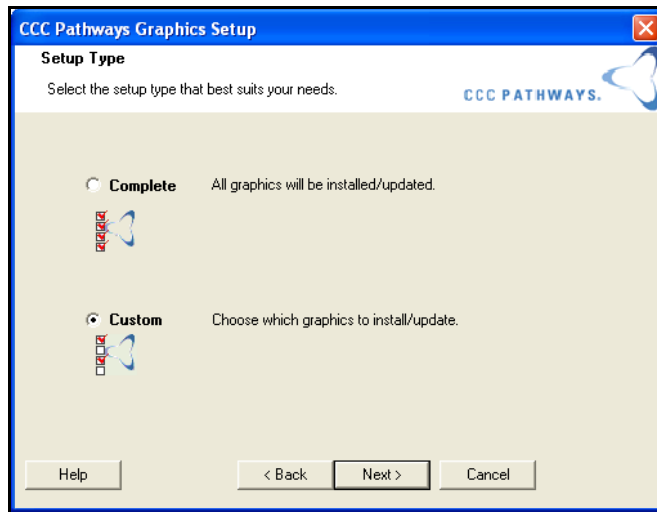 CCC Pathways Graphics Setup
Setup Type
Select the setup type that best suits your needs.
CCC PATHWAYS.
Complete All graphics will be installed/updated.
Custom Choose which graphics to install/update.
Help < Back Next > Cancel